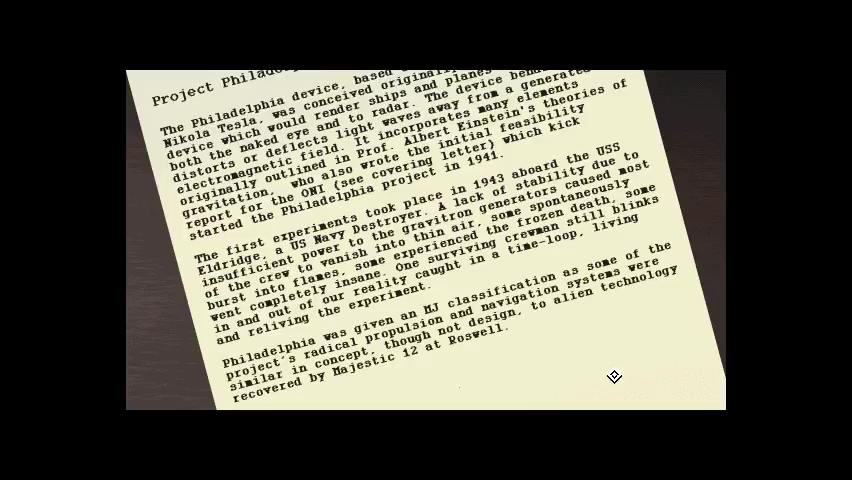 Project Philade
The Philadelphia device, based
Nikola Tesla, was conceived originally
device which would render ships and planes
both the naked eye and to radar. The device
distorts or deflects light waves away from a generated
electromagnetic field. It incorporates many elements
originally outlined in Prof. Albert Einstein's theories of
gravitation, who also wrote the initial feasibility
report for the ONI (see covering letter) which kick
started the Philadelphia project in 1941.
The first experiments took place in 1943 aboard the USS
Eldridge, a US Navy Destroyer. A lack of stability due to
insufficient power to the gravitron generators caused most
of the crew to vanish into thin air, some spontaneously
burst into flames, some experienced the frozen death, some
went completely insane. One surviving crewman still blinks
in and out of our reality caught in a time-loop, living
and reliving the experiment.
Philadelphia was given an MJ classification as some of the
project's radical propulsion and navigation systems were
similar in concept, though not design, to alien technology
recovered by Majestic 12 at Roswell.